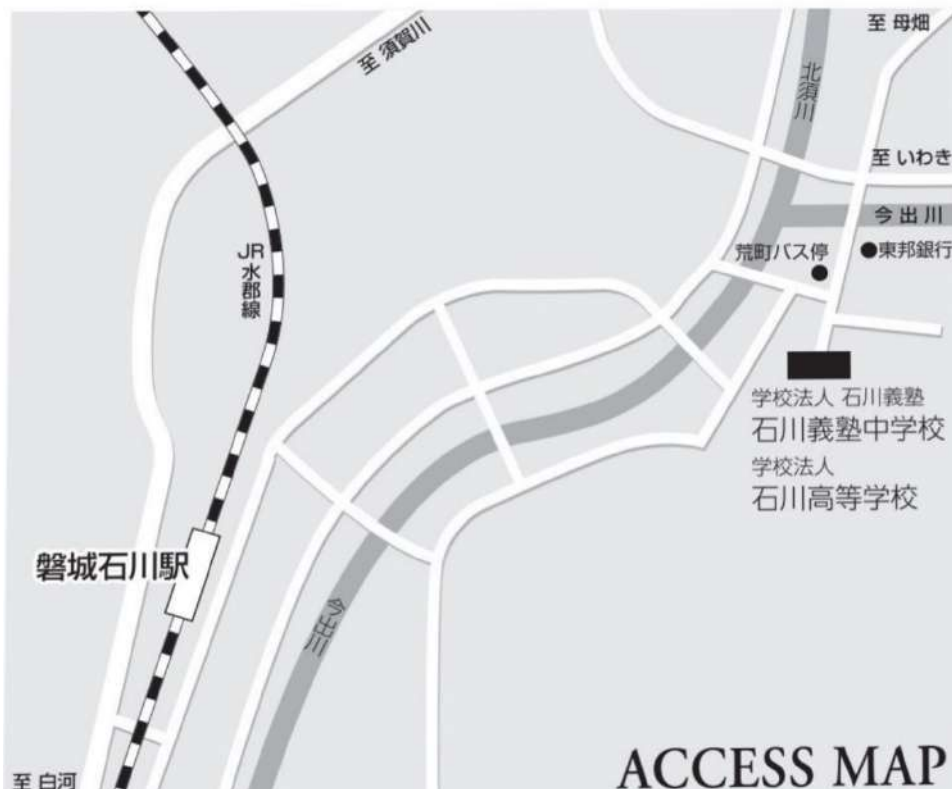 至 母畑
至 須賀川
北須川
至 いわき
今出川
荒町バス停
東邦銀行
JR
水郡線
学校法人 石川義塾
石川義塾中学校
学校法人
石川高等学校
磐城石川駅
今出川
至 白河
ACCESS MAP